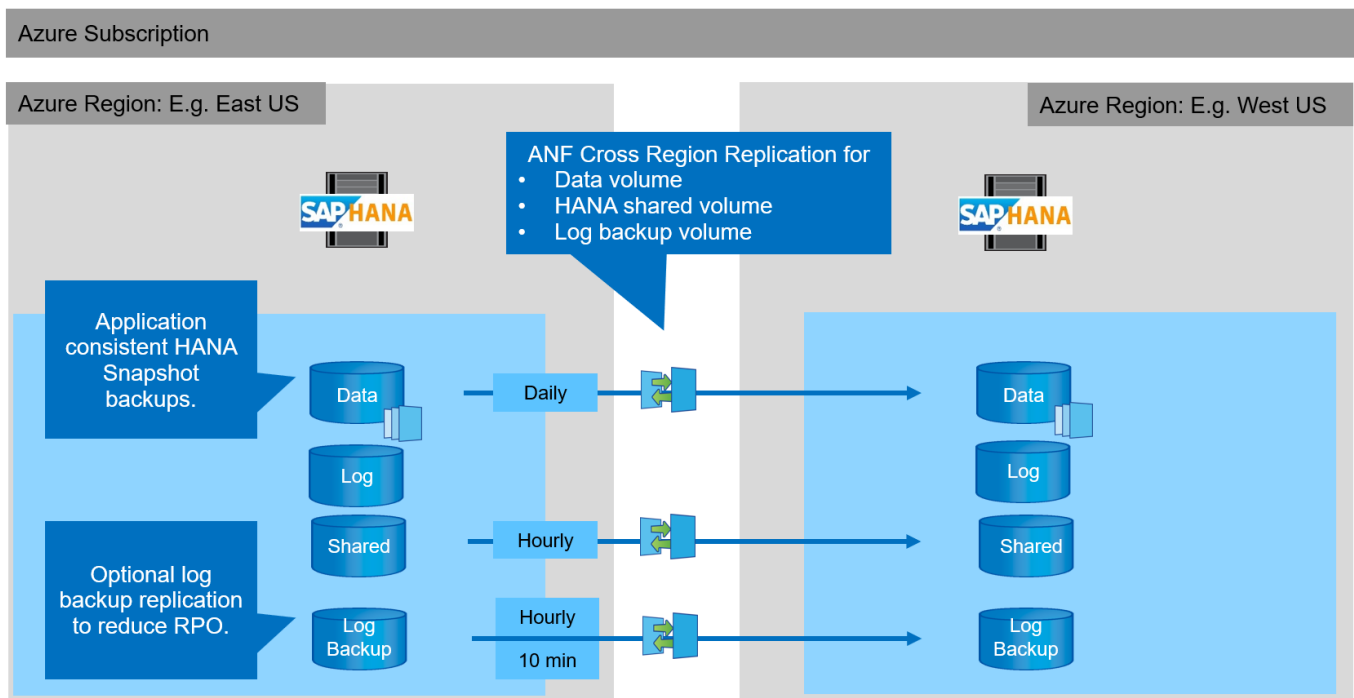 Azure Subscription
Azure Region: E.g. East US
Azure Region: E.g. West US
ANF Cross Region Replication for
• Data volume
• HANA shared volume
• Log backup volume
SAP HANA
SAP HANA
Application
consistent HANA
Snapshot
backups.
Data
Daily
Data
Log
Log
Shared
Hourly
Shared
Optional log
backup replication
to reduce RPO.
Log
Backup
Hourly
10 min
Log
Backup